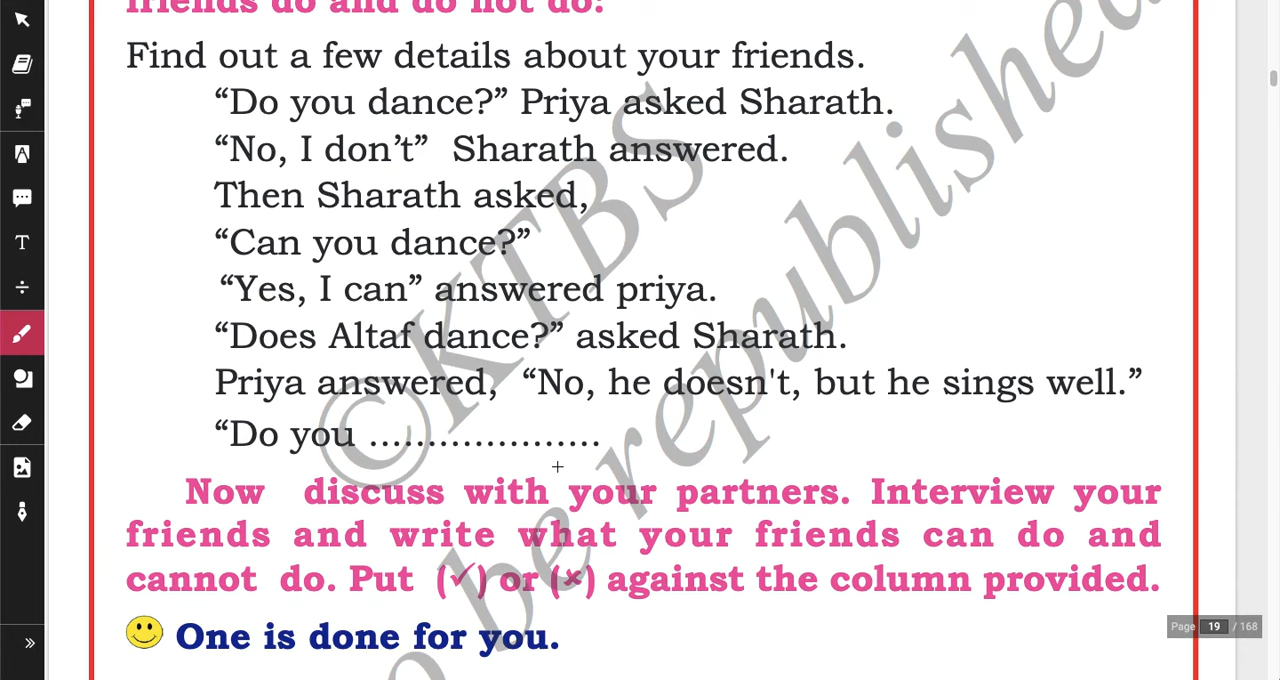 friends do and do not do:
Find out a few details about your friends.
“Do you dance?” Priya asked Sharath.
“No, I don’t” Sharath answered.
Then Sharath asked,
“Can you dance?”
“Yes, I can” answered priya.
“Does Altaf dance?” asked Sharath.
Priya answered, “No, he doesn't, but he sings well.”
“Do you .....................
Now discuss with your partners. Interview your
friends and write what your friends can do and
cannot do. Put (✓) or (×) against the column provided.
One is done for you.
Page 19 / 168
©KTBS
o be republished